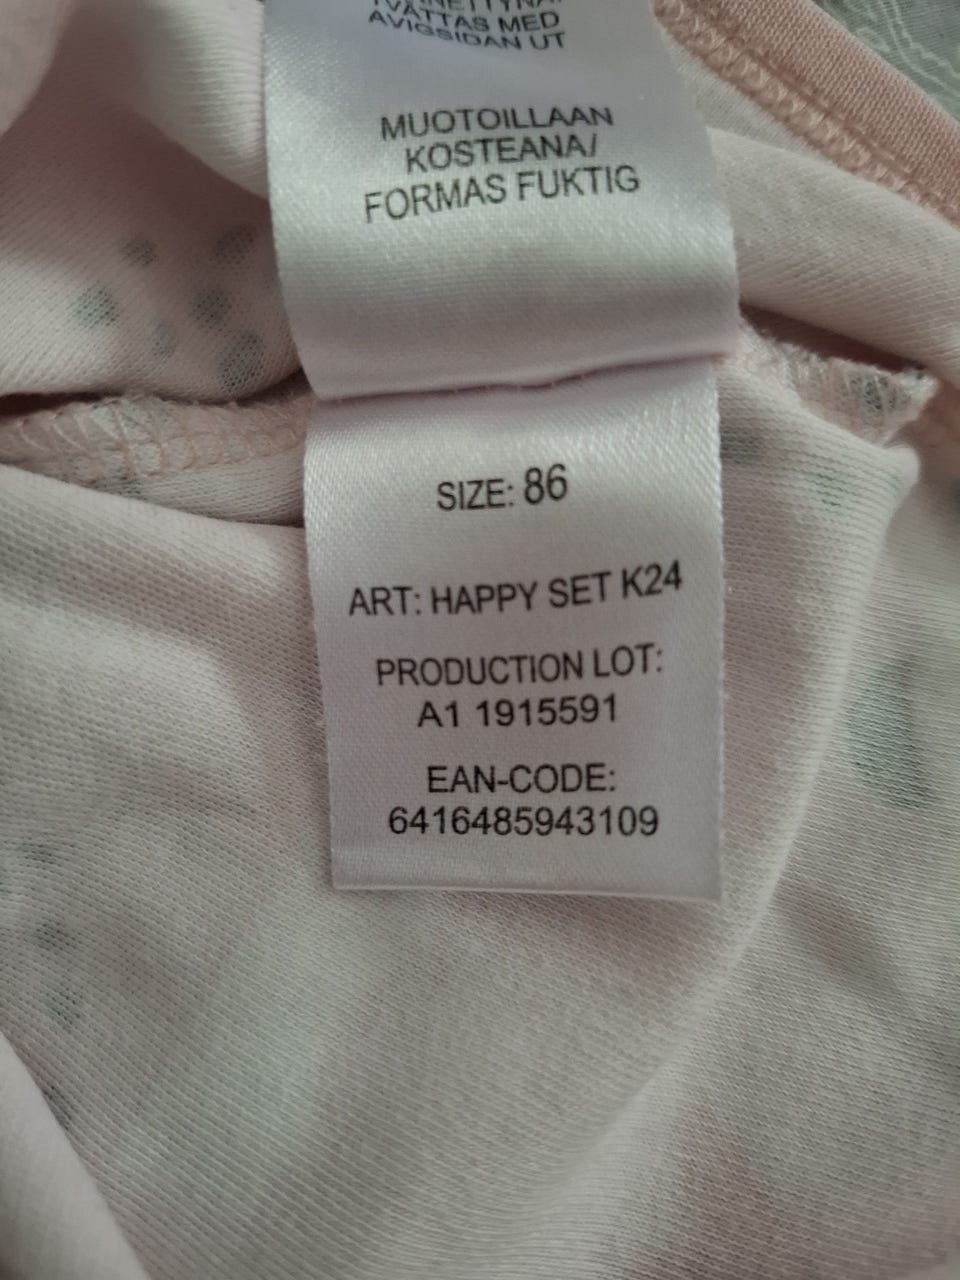 TVÄTTAS MED
AVIGSIDAN UT
MUOTOILLAAN
KOSTEANA/
FORMAS FUKTIG
SIZE: 86
ART: HAPPY SET K24
PRODUCTION LOT:
A1 1915591
EAN-CODE:
6416485943109